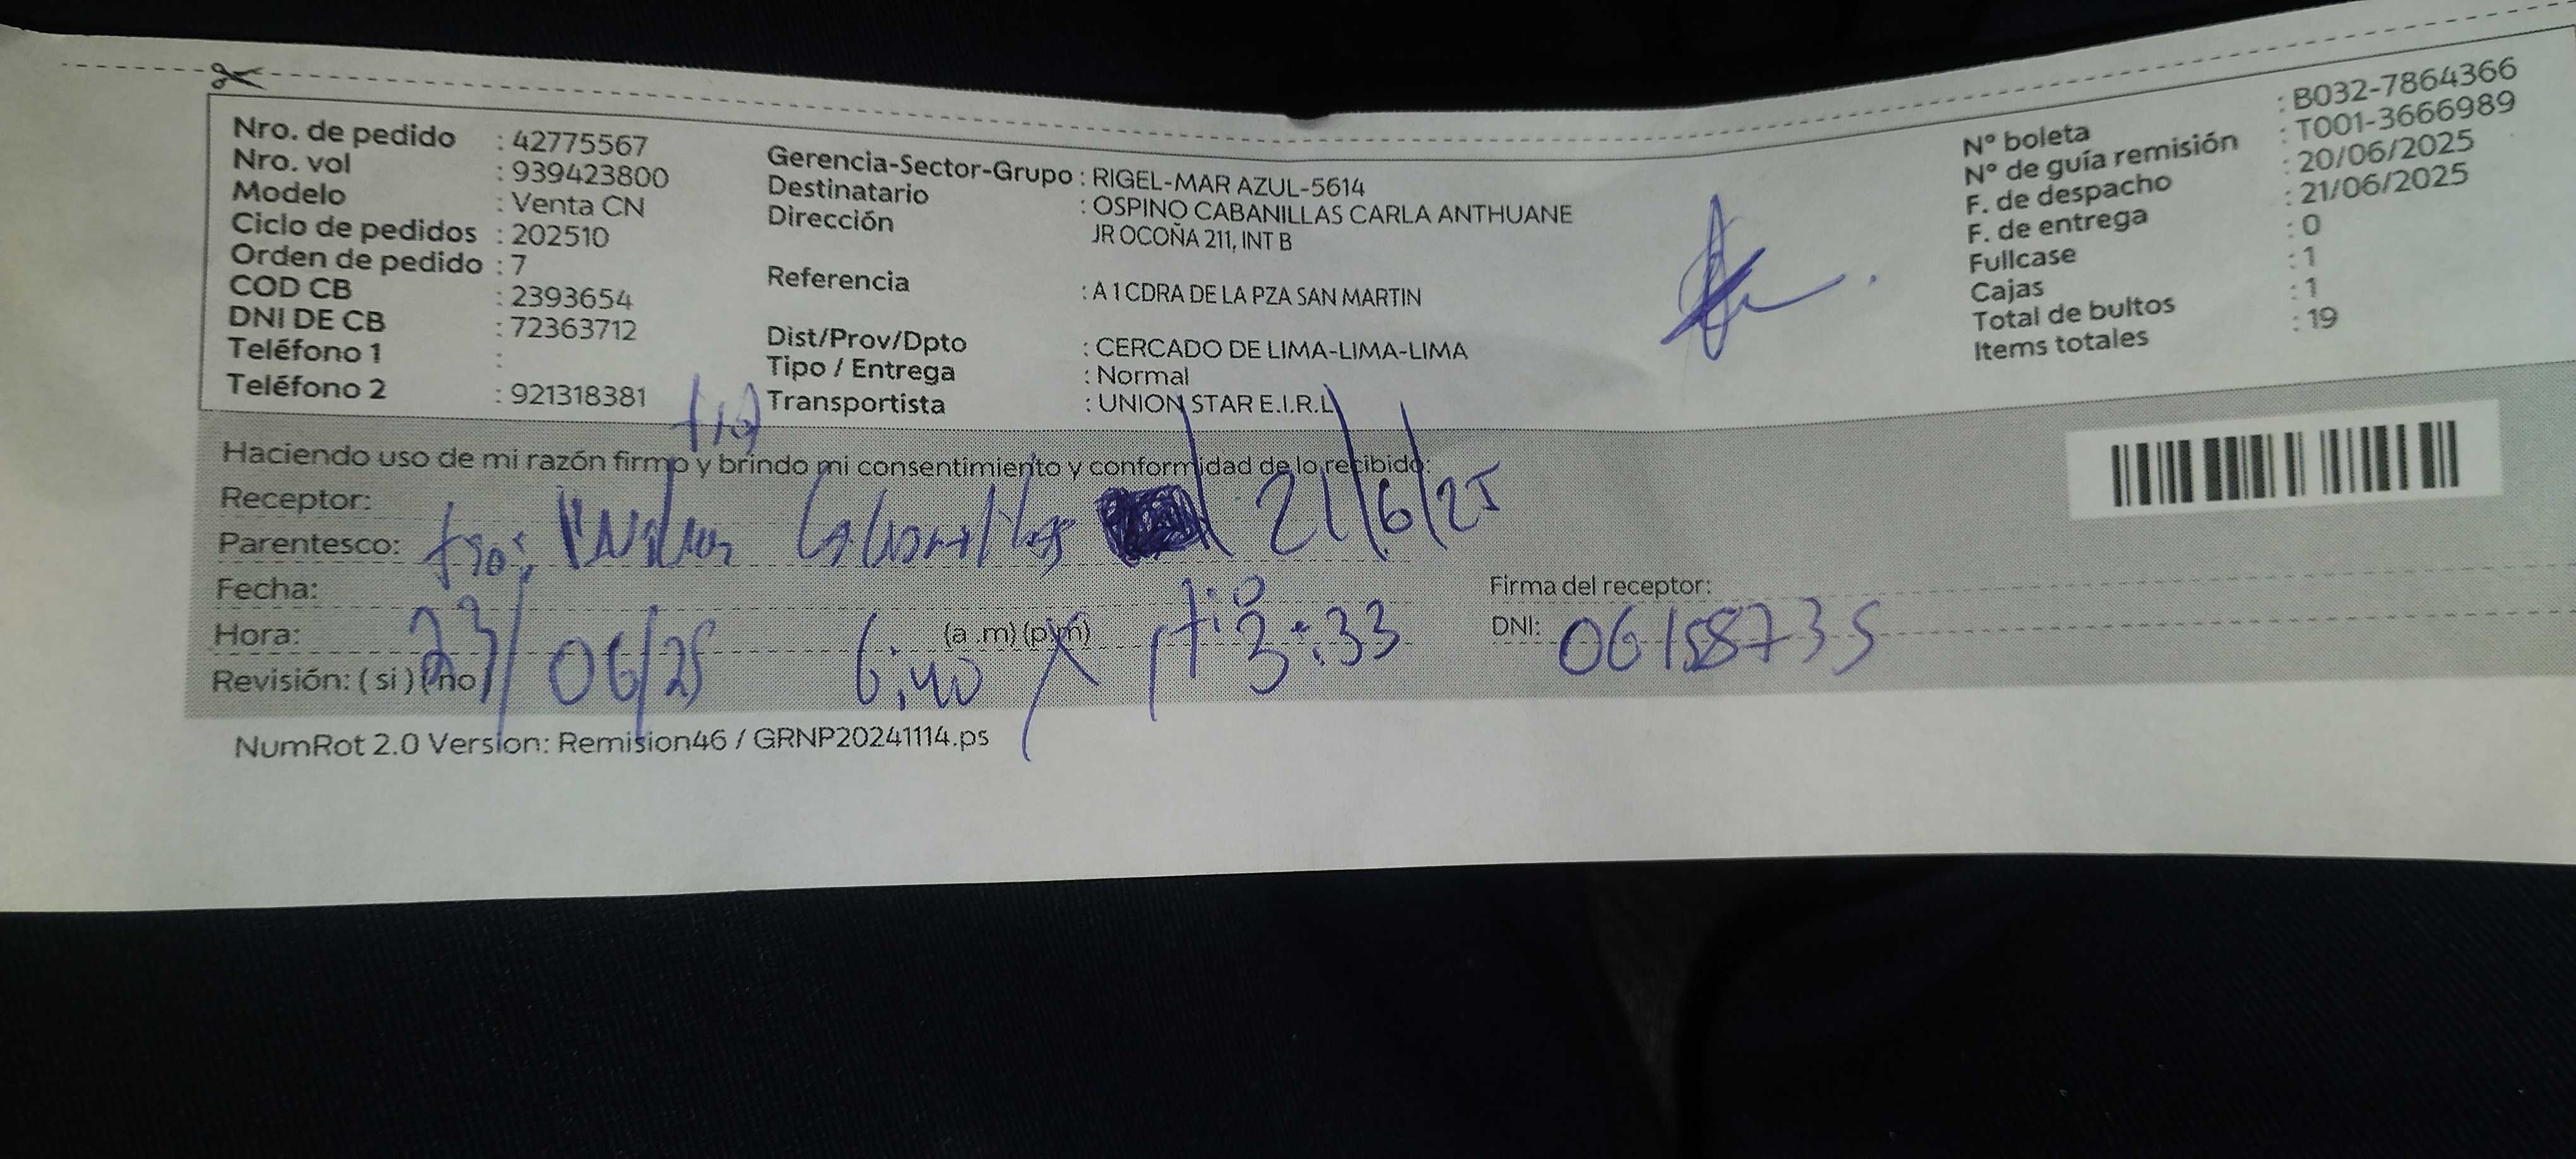 Nro. de pedido : 42775567
Nro. vol : 939423800
Modelo : Venta CN
Ciclo de pedidos : 202510
Orden de pedido : 7
COD CB : 2393654
DNI DE CB : 72363712
Teléfono 1 :
Teléfono 2 : 921318381
Gerencia-Sector-Grupo : RIGEL-MAR AZUL-5614
Destinatario : OSPINO CABANILLAS CARLA ANTHUANE
Dirección JR OCOÑA 211, INT B
Referencia : A 1 CDRA DE LA PZA SAN MARTIN
Dist/Prov/Dpto : CERCADO DE LIMA-LIMA-LIMA
Tipo / Entrega : Normal
Transportista : UNION STAR E.I.R.L
Nº boleta : B032-7864366
Nº de guía remisión : T001-3666989
F. de despacho : 20/06/2025
F. de entrega : 21/06/2025
Fullcase : 0
Cajas : 1
Total de bultos : 1
Items totales : 19
tio
Haciendo uso de mi razón firmo y brindo mi consentimiento y conformidad de lo recibido:
Receptor: 21/6/25
Parentesco: Cabanillas
Fecha: tio
Firma del receptor:
Hora: 23/06/25 6:40 (a .m) (p.m) 3:33
DNI: 06158735
Revisión: ( si ) ( no )
NumRot 2.0 Version: Remision46 / GRNP20241114.ps